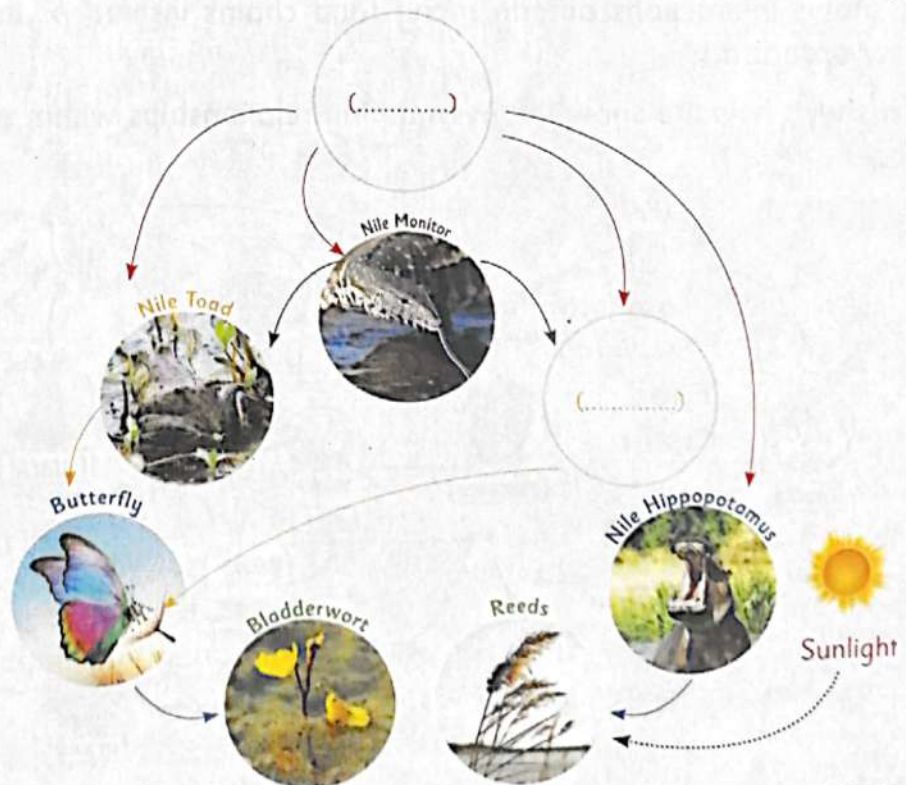 (..............)
Nile Monitor
Nile Toad
(..............)
Butterfly
Nile Hippopotamus
Bladderwort
Reeds
Sunlight